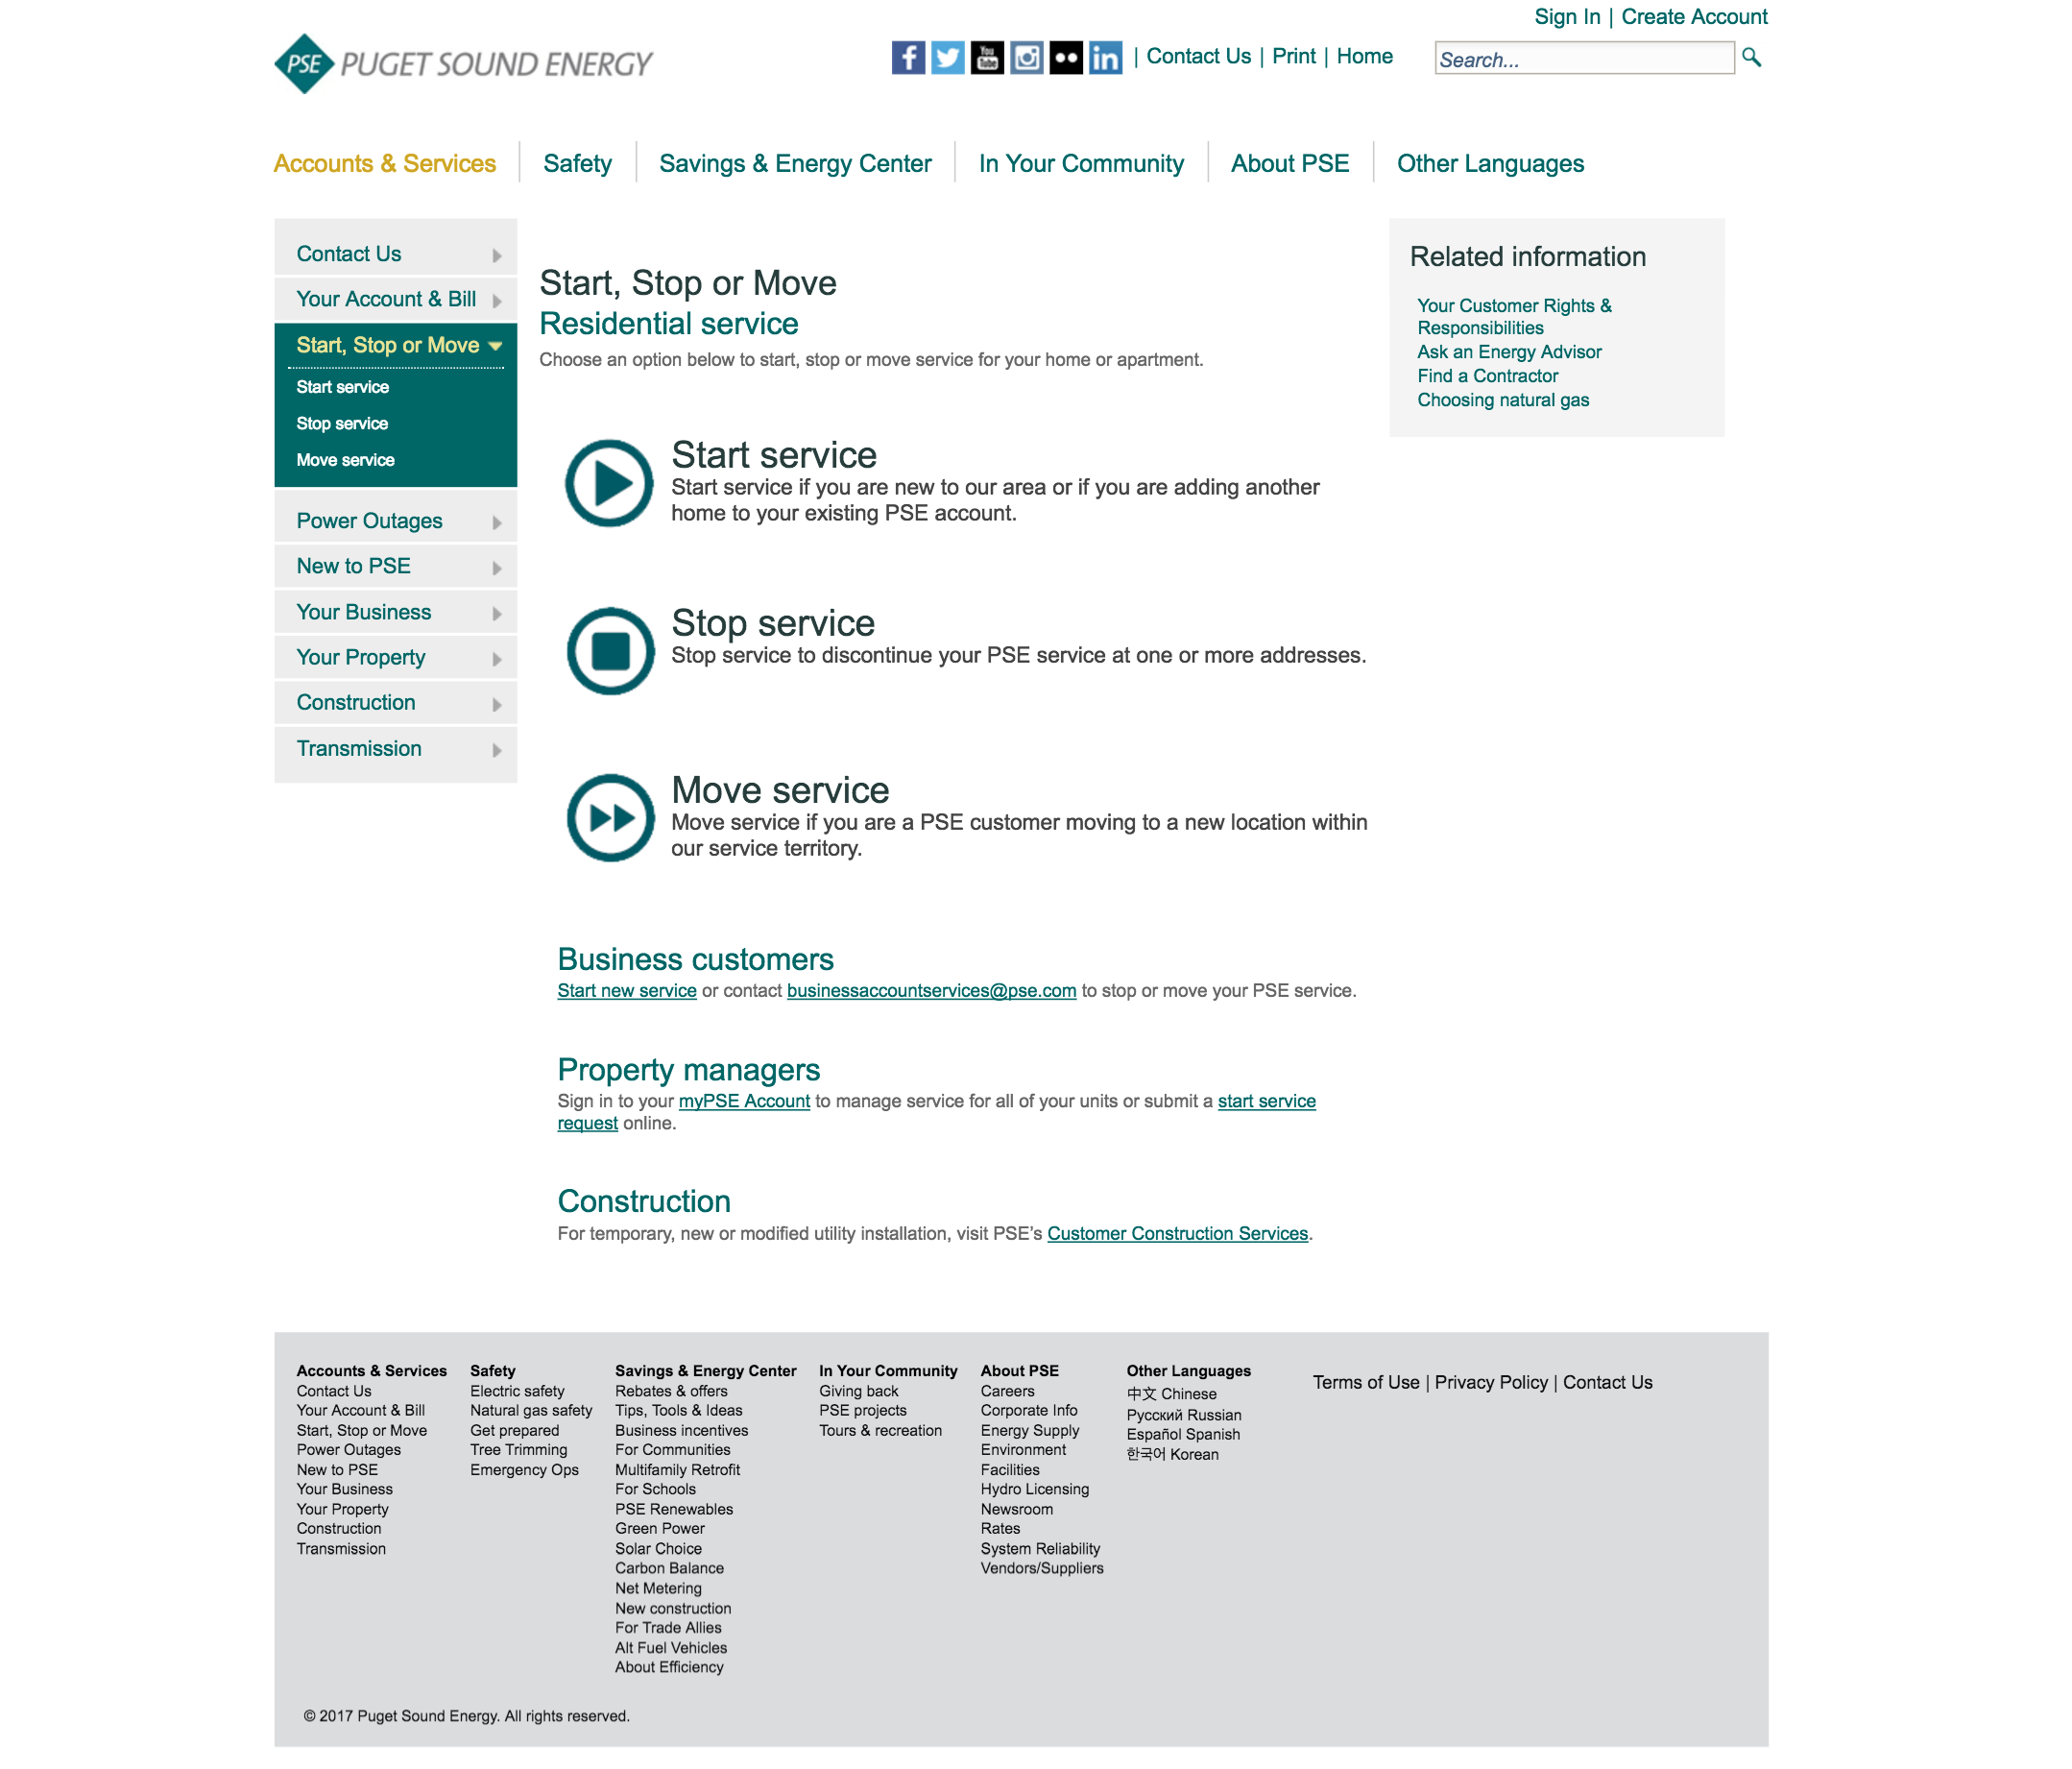 Sign In | Create Account
PSE PUGET SOUND ENERGY
You Tube
| Contact Us | Print | Home
Search...
Accounts & Services
Safety
Savings & Energy Center
In Your Community
About PSE
Other Languages
Contact Us
Your Account & Bill
Start, Stop or Move
Start service
Stop service
Move service
Power Outages
New to PSE
Your Business
Your Property
Construction
Transmission
Start, Stop or Move
Residential service
Choose an option below to start, stop or move service for your home or apartment.
Start service
Start service if you are new to our area or if you are adding another
home to your existing PSE account.
Stop service
Stop service to discontinue your PSE service at one or more addresses.
Move service
Move service if you are a PSE customer moving to a new location within
our service territory.
Business customers
Start new service or contact businessaccountservices@pse.com to stop or move your PSE service.
Property managers
Sign in to your myPSE Account to manage service for all of your units or submit a start service
request online.
Construction
For temporary, new or modified utility installation, visit PSE's Customer Construction Services.
Related information
Your Customer Rights &
Responsibilities
Ask an Energy Advisor
Find a Contractor
Choosing natural gas
Accounts & Services
Contact Us
Your Account & Bill
Start, Stop or Move
Power Outages
New to PSE
Your Business
Your Property
Construction
Transmission
Safety
Electric safety
Natural gas safety
Get prepared
Tree Trimming
Emergency Ops
Savings & Energy Center
Rebates & offers
Tips, Tools & Ideas
Business incentives
For Communities
Multifamily Retrofit
For Schools
PSE Renewables
Green Power
Solar Choice
Carbon Balance
Net Metering
New construction
For Trade Allies
Alt Fuel Vehicles
About Efficiency
In Your Community
Giving back
PSE projects
Tours & recreation
About PSE
Careers
Corporate Info
Energy Supply
Environment
Facilities
Hydro Licensing
Newsroom
Rates
System Reliability
Vendors/Suppliers
Other Languages
中文 Chinese
Русский Russian
Español Spanish
한국어 Korean
Terms of Use | Privacy Policy | Contact Us
© 2017 Puget Sound Energy. All rights reserved.